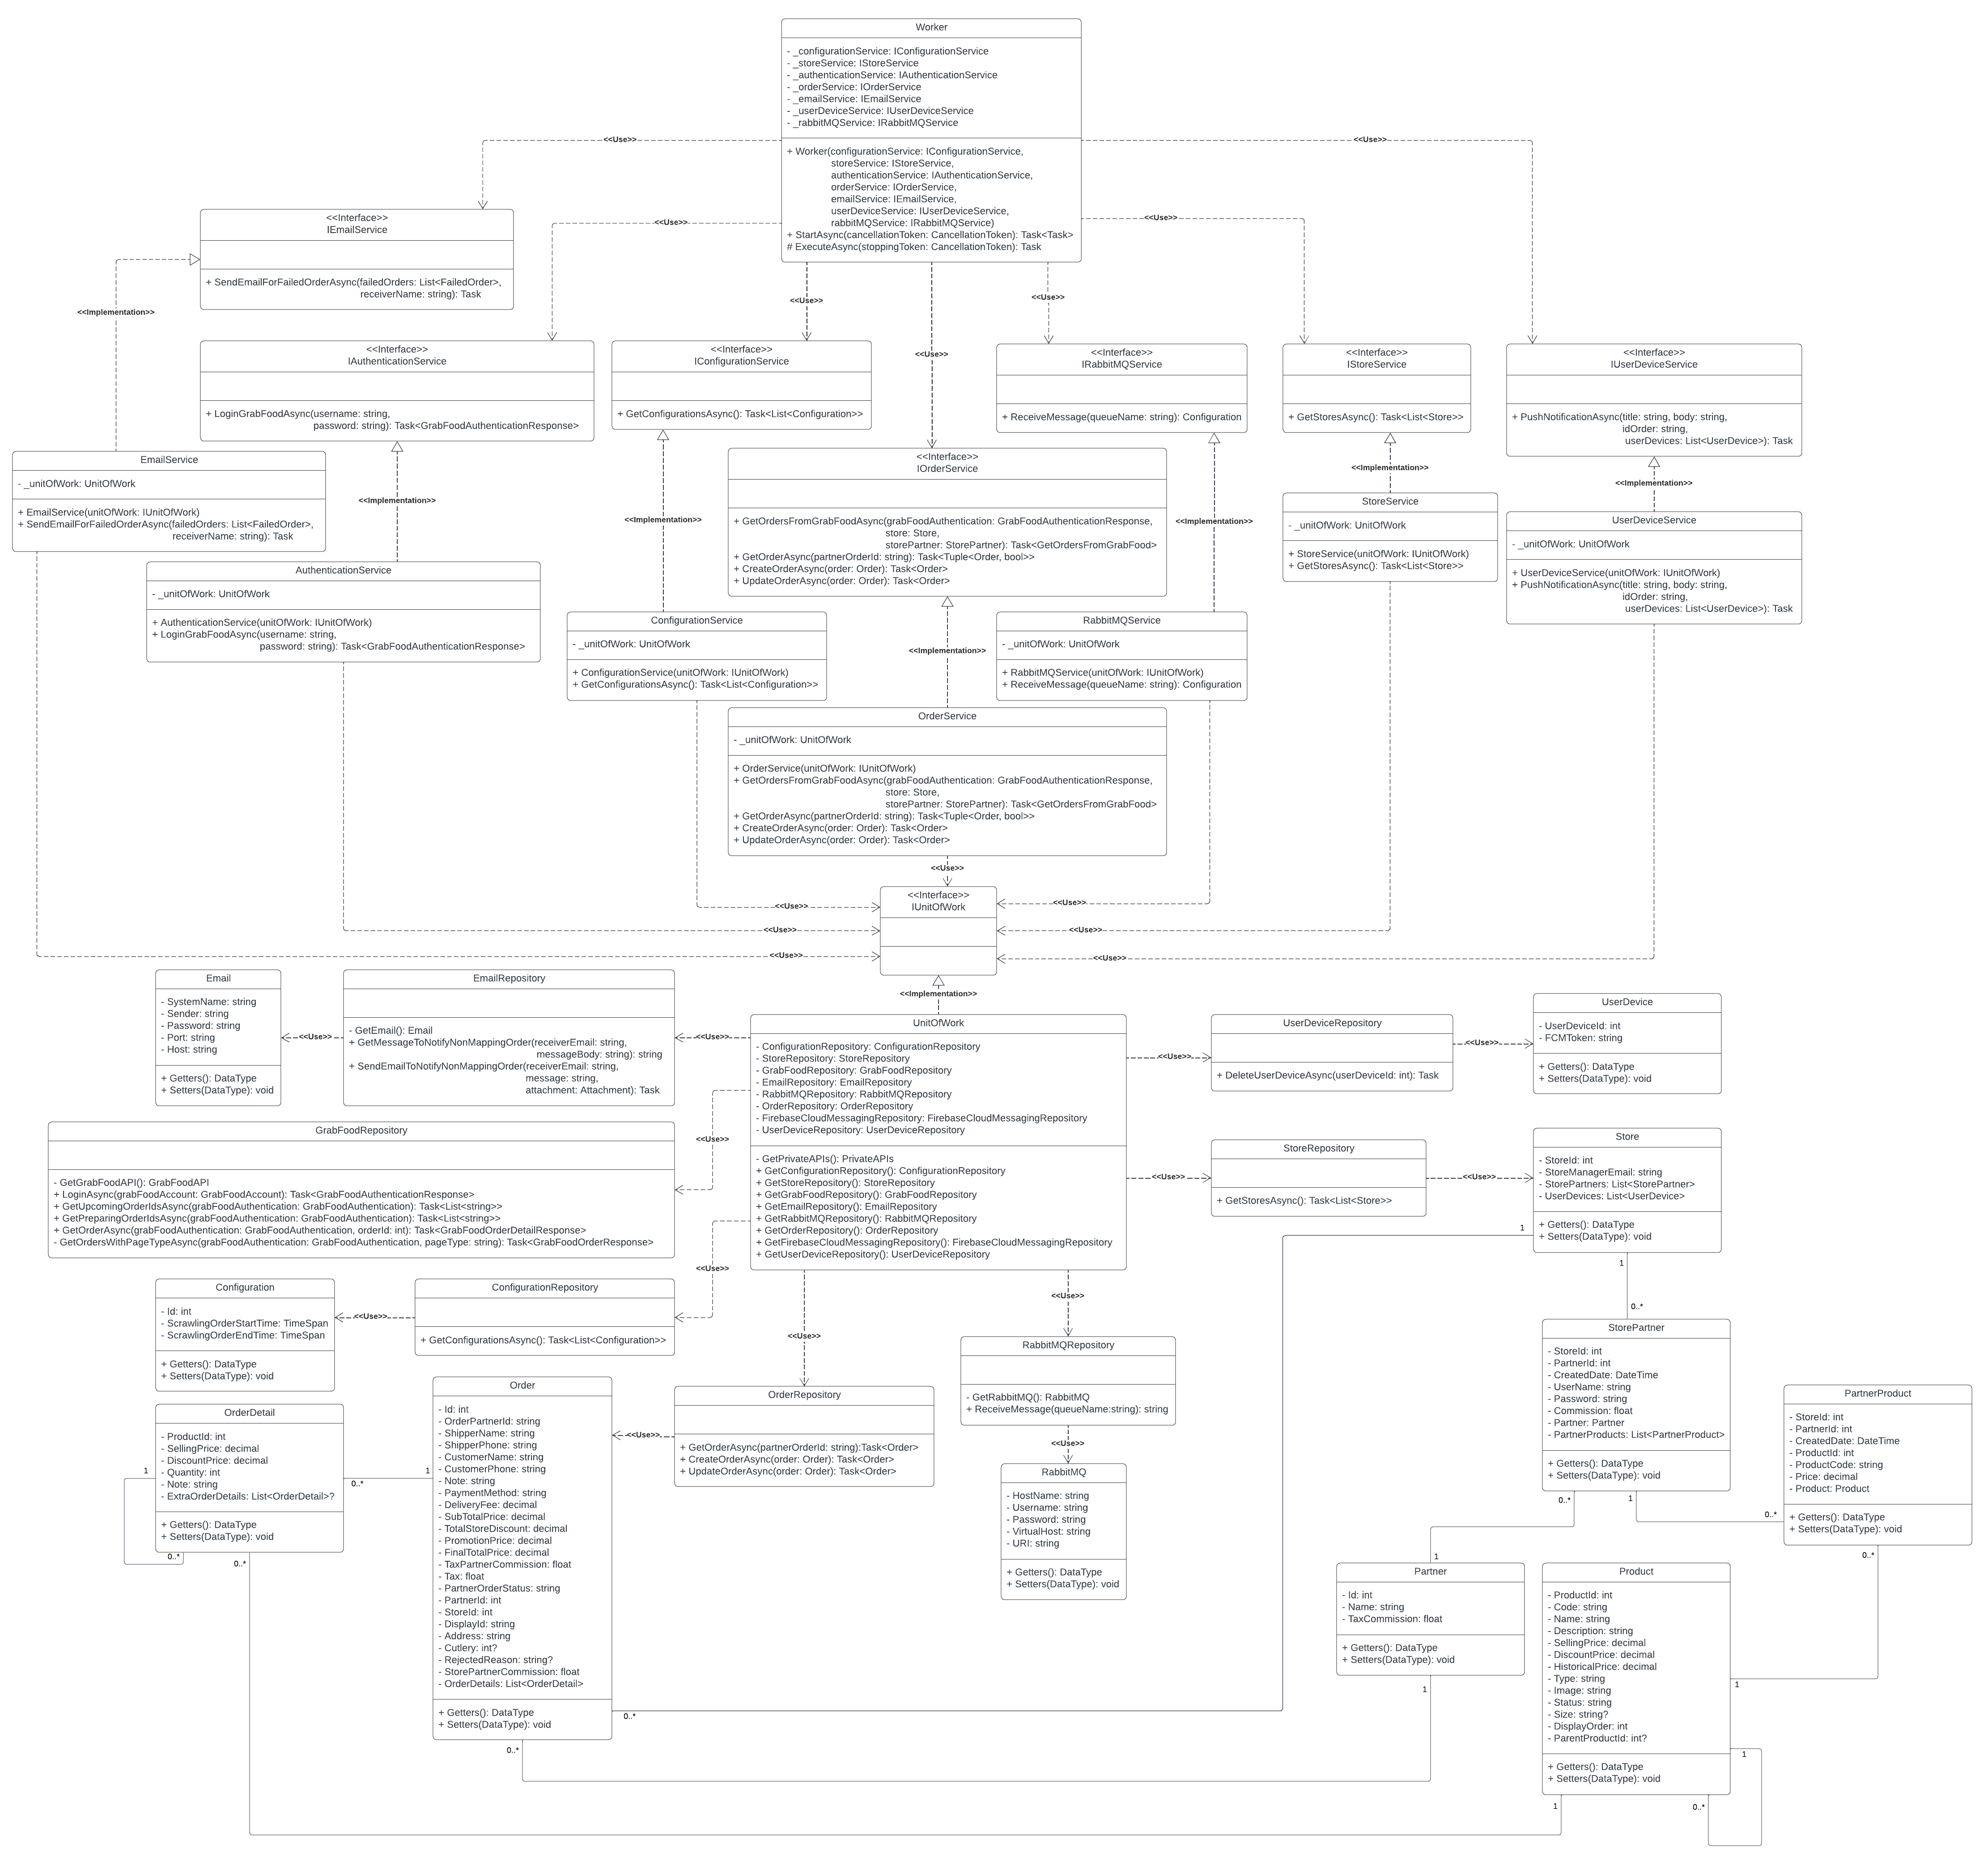 Worker
- _configurationService: IConfigurationService
- _storeService: IStoreService
- _authenticationService: IAuthenticationService
- _orderService: IOrderService
- _emailService: IEmailService
- _userDeviceService: IUserDeviceService
- _rabbitMQService: IRabbitMQService
+ Worker(configurationService: IConfigurationService,
storeService: IStoreService,
authenticationService: IAuthenticationService,
orderService: IOrderService,
emailService: IEmailService,
userDeviceService: IUserDeviceService,
rabbitMQService: IRabbitMQService)
+ StartAsync(cancellationToken: CancellationToken): Task<Task>
# ExecuteAsync(stoppingToken: CancellationToken): Task
<<Use>>
<<Use>>
<<Use>>
<<Use>>
<<Use>>
<<Use>>
<<Use>>
<<Interface>>
IEmailService
+ SendEmailForFailedOrderAsync(failedOrders: List<FailedOrder>,
receiverName: string): Task
<<Implementation>>
<<Interface>>
IAuthenticationService
+ LoginGrabFoodAsync(username: string,
password: string): Task<GrabFoodAuthenticationResponse>
<<Interface>>
IConfigurationService
+ GetConfigurationsAsync(): Task<List<Configuration>>
<<Interface>>
IRabbitMQService
+ ReceiveMessage(queueName: string): Configuration
<<Interface>>
IStoreService
+ GetStoresAsync(): Task<List<Store>>
<<Interface>>
IUserDeviceService
+ PushNotificationAsync(title: string, body: string,
idOrder: string,
userDevices: List<UserDevice>): Task
<<Interface>>
IOrderService
+ GetOrdersFromGrabFoodAsync(grabFoodAuthentication: GrabFoodAuthenticationResponse,
store: Store,
storePartner: StorePartner): Task<GetOrdersFromGrabFood>
+ GetOrderAsync(partnerOrderId: string): Task<Tuple<Order, bool>>
+ CreateOrderAsync(order: Order): Task<Order>
+ UpdateOrderAsync(order: Order): Task<Order>
<<Implementation>>
<<Implementation>>
<<Implementation>>
<<Implementation>>
<<Implementation>>
<<Implementation>>
EmailService
- _unitOfWork: UnitOfWork
+ EmailService(unitOfWork: IUnitOfWork)
+ SendEmailForFailedOrderAsync(failedOrders: List<FailedOrder>,
receiverName: string): Task
AuthenticationService
- _unitOfWork: UnitOfWork
+ AuthenticationService(unitOfWork: IUnitOfWork)
+ LoginGrabFoodAsync(username: string,
password: string): Task<GrabFoodAuthenticationResponse>
ConfigurationService
- _unitOfWork: UnitOfWork
+ ConfigurationService(unitOfWork: IUnitOfWork)
+ GetConfigurationsAsync(): Task<List<Configuration>>
RabbitMQService
- _unitOfWork: UnitOfWork
+ RabbitMQService(unitOfWork: IUnitOfWork)
+ ReceiveMessage(queueName: string): Configuration
StoreService
- _unitOfWork: UnitOfWork
+ StoreService(unitOfWork: IUnitOfWork)
+ GetStoresAsync(): Task<List<Store>>
UserDeviceService
- _unitOfWork: UnitOfWork
+ UserDeviceService(unitOfWork: IUnitOfWork)
+ PushNotificationAsync(title: string, body: string,
idOrder: string,
userDevices: List<UserDevice>): Task
OrderService
- _unitOfWork: UnitOfWork
+ OrderService(unitOfWork: IUnitOfWork)
+ GetOrdersFromGrabFoodAsync(grabFoodAuthentication: GrabFoodAuthenticationResponse,
store: Store,
storePartner: StorePartner): Task<GetOrdersFromGrabFood>
+ GetOrderAsync(partnerOrderId: string): Task<Tuple<Order, bool>>
+ CreateOrderAsync(order: Order): Task<Order>
+ UpdateOrderAsync(order: Order): Task<Order>
<<Use>>
<<Use>>
<<Use>>
<<Use>>
<<Use>>
<<Use>>
<<Use>>
<<Interface>>
IUnitOfWork
<<Implementation>>
Email
- SystemName: string
- Sender: string
- Password: string
- Port: string
- Host: string
+ Getters(): DataType
+ Setters(DataType): void
<<Use>>
EmailRepository
- GetEmail(): Email
+ GetMessageToNotifyNonMappingOrder(receiverEmail: string,
messageBody: string): string
+ SendEmailToNotifyNonMappingOrder(receiverEmail: string,
message: string,
attachment: Attachment): Task
<<Use>>
UnitOfWork
- ConfigurationRepository: ConfigurationRepository
- StoreRepository: StoreRepository
- GrabFoodRepository: GrabFoodRepository
- EmailRepository: EmailRepository
- RabbitMQRepository: RabbitMQRepository
- OrderRepository: OrderRepository
- FirebaseCloudMessagingRepository: FirebaseCloudMessagingRepository
- UserDeviceRepository: UserDeviceRepository
- GetPrivateAPIs(): PrivateAPIs
+ GetConfigurationRepository(): ConfigurationRepository
+ GetStoreRepository(): StoreRepository
+ GetGrabFoodRepository(): GrabFoodRepository
+ GetEmailRepository(): EmailRepository
+ GetRabbitMQRepository(): RabbitMQRepository
+ GetOrderRepository(): OrderRepository
+ GetFirebaseCloudMessagingRepository(): FirebaseCloudMessagingRepository
+ GetUserDeviceRepository(): UserDeviceRepository
<<Use>>
UserDeviceRepository
+ DeleteUserDeviceAsync(userDeviceId: int): Task
<<Use>>
UserDevice
- UserDeviceId: int
- FCMToken: string
+ Getters(): DataType
+ Setters(DataType): void
<<Use>>
GrabFoodRepository
- GetGrabFoodAPI(): GrabFoodAPI
+ LoginAsync(grabFoodAccount: GrabFoodAccount): Task<GrabFoodAuthenticationResponse>
+ GetUpcomingOrderIdsAsync(grabFoodAuthentication: GrabFoodAuthentication): Task<List<string>>
+ GetPreparingOrderIdsAsync(grabFoodAuthentication: GrabFoodAuthentication): Task<List<string>>
+ GetOrderAsync(grabFoodAuthentication: GrabFoodAuthentication, orderId: int): Task<GrabFoodOrderDetailResponse>
- GetOrdersWithPageTypeAsync(grabFoodAuthentication: GrabFoodAuthentication, pageType: string): Task<GrabFoodOrderResponse>
<<Use>>
StoreRepository
+ GetStoresAsync(): Task<List<Store>>
<<Use>>
Store
- StoreId: int
- StoreManagerEmail: string
- StorePartners: List<StorePartner>
- UserDevices: List<UserDevice>
+ Getters(): DataType
+ Setters(DataType): void
1
1
0..*
<<Use>>
Configuration
- Id: int
- ScrawlingOrderStartTime: TimeSpan
- ScrawlingOrderEndTime: TimeSpan
+ Getters(): DataType
+ Setters(DataType): void
<<Use>>
ConfigurationRepository
+ GetConfigurationsAsync(): Task<List<Configuration>>
<<Use>>
<<Use>>
RabbitMQRepository
- GetRabbitMQ(): RabbitMQ
+ ReceiveMessage(queueName:string): string
<<Use>>
StorePartner
- StoreId: int
- PartnerId: int
- CreatedDate: DateTime
- UserName: string
- Password: string
- Commission: float
- Partner: Partner
- PartnerProducts: List<PartnerProduct>
+ Getters(): DataType
+ Setters(DataType): void
0..*
1
0..*
PartnerProduct
- StoreId: int
- PartnerId: int
- CreatedDate: DateTime
- ProductId: int
- ProductCode: string
- Price: decimal
- Product: Product
+ Getters(): DataType
+ Setters(DataType): void
0..*
OrderDetail
- ProductId: int
- SellingPrice: decimal
- DiscountPrice: decimal
- Quantity: int
- Note: string
- ExtraOrderDetails: List<OrderDetail>?
+ Getters(): DataType
+ Setters(DataType): void
1
0..*
0..*
0..*
1
Order
- Id: int
- OrderPartnerId: string
- ShipperName: string
- ShipperPhone: string
- CustomerName: string
- CustomerPhone: string
- Note: string
- PaymentMethod: string
- DeliveryFee: decimal
- SubTotalPrice: decimal
- TotalStoreDiscount: decimal
- PromotionPrice: decimal
- FinalTotalPrice: decimal
- TaxPartnerCommission: float
- Tax: float
- PartnerOrderStatus: string
- PartnerId: int
- StoreId: int
- DisplayId: string
- Address: string
- Cutlery: int?
- RejectedReason: string?
- StorePartnerCommission: float
- OrderDetails: List<OrderDetail>
+ Getters(): DataType
+ Setters(DataType): void
0..*
0..*
<<Use>>
OrderRepository
+ GetOrderAsync(partnerOrderId: string):Task<Order>
+ CreateOrderAsync(order: Order): Task<Order>
+ UpdateOrderAsync(order: Order): Task<Order>
RabbitMQ
- HostName: string
- Username: string
- Password: string
- VirtualHost: string
- URI: string
+ Getters(): DataType
+ Setters(DataType): void
1
Partner
- Id: int
- Name: string
- TaxCommission: float
+ Getters(): DataType
+ Setters(DataType): void
1
Product
- ProductId: int
- Code: string
- Name: string
- Description: string
- SellingPrice: decimal
- DiscountPrice: decimal
- HistoricalPrice: decimal
- Type: string
- Image: string
- Status: string
- Size: string?
- DisplayOrder: int
- ParentProductId: int?
+ Getters(): DataType
+ Setters(DataType): void
1
1
1
0..*